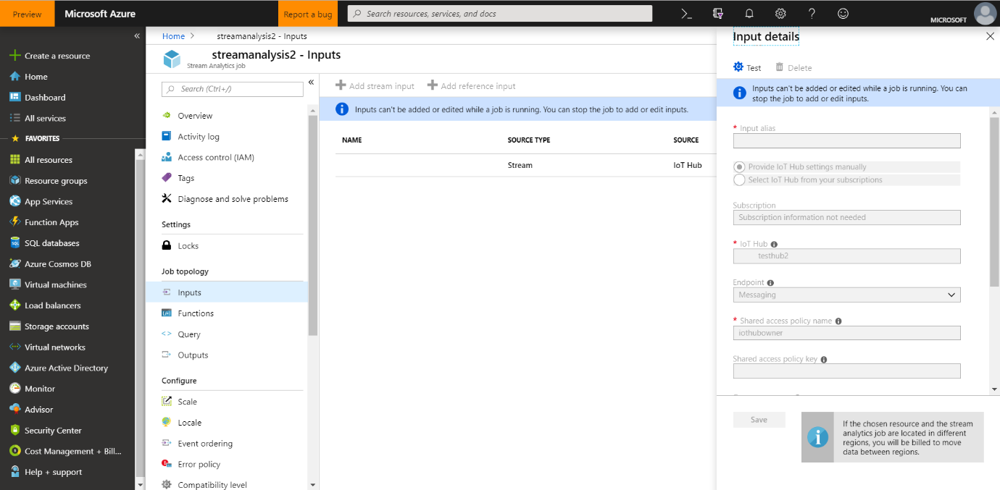 Preview
Microsoft Azure
Report a bug
Search resources, services, and docs
MICROSOFT
Create a resource
Home
Dashboard
All services
FAVORITES
All resources
Resource groups
App Services
Function Apps
SQL databases
Azure Cosmos DB
Virtual machines
Load balancers
Storage accounts
Virtual networks
Azure Active Directory
Monitor
Advisor
Security Center
Cost Management + Bill...
Help + support
Home > streamanalysis2 - Inputs
streamanalysis2 - Inputs
Stream Analytics job
Search (Ctrl+/)
Overview
Activity log
Access control (IAM)
Tags
Diagnose and solve problems
Settings
Locks
Job topology
Inputs
Functions
Query
Outputs
Configure
Scale
Locale
Event ordering
Error policy
Compatibility level
Add stream input Add reference input
Inputs can't be added or edited while a job is running. You can stop the job to add or edit inputs.
NAME SOURCE TYPE SOURCE
Stream IoT Hub
Input details
Test Delete
Inputs can't be added or edited while a job is running. You can
stop the job to add or edit inputs.
* Input alias
Provide IoT Hub settings manually
Select IoT Hub from your subscriptions
Subscription
Subscription information not needed
* IoT Hub
testhub2
Endpoint
Messaging
* Shared access policy name
iothubowner
Shared access policy key
Save
If the chosen resource and the stream
analytics job are located in different
regions, you will be billed to move
data between regions.